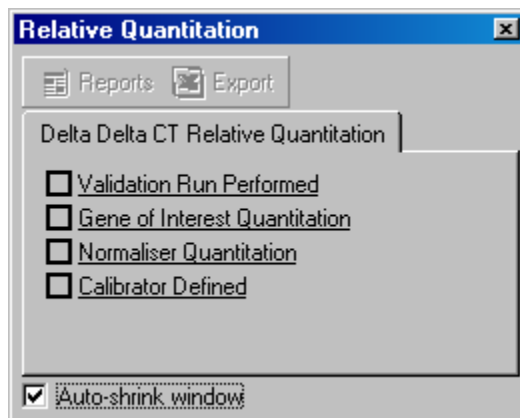 Relative Quantitation
Reports Export
Delta Delta CT Relative Quantitation
Validation Run Performed
Gene of Interest Quantitation
Normaliser Quantitation
Calibrator Defined
Auto-shrink window